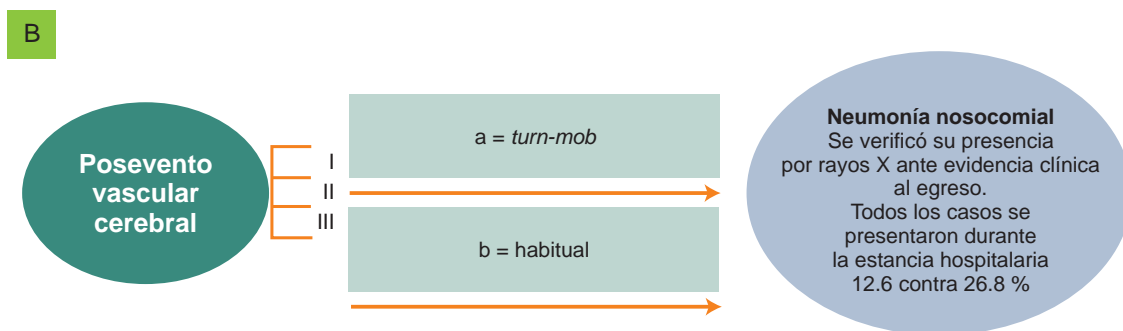 B
Posevento
vascular
cerebral
I
II
III
a = turn-mob
b = habitual
Neumonía nosocomial
Se verificó su presencia
por rayos X ante evidencia clínica
al egreso.
Todos los casos se
presentaron durante
la estancia hospitalaria
12.6 contra 26.8 %